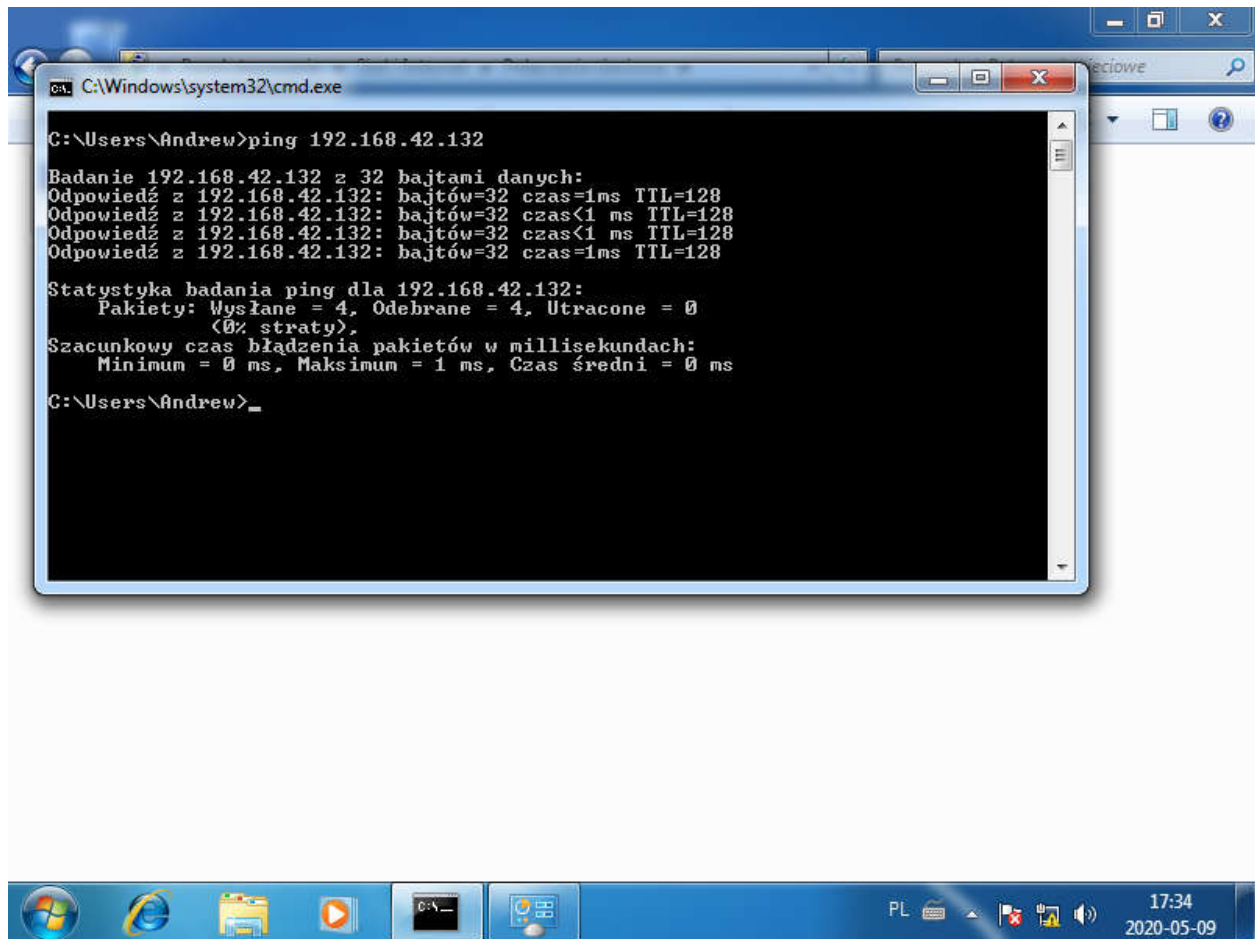 eciowe
C:\Windows\system32\cmd.exe
C:\Users\Andrew>ping 192.168.42.132
Badanie 192.168.42.132 z 32 bajtami danych:
Odpowiedź z 192.168.42.132: bajtów=32 czas=1ms TTL=128
Odpowiedź z 192.168.42.132: bajtów=32 czas<1 ms TTL=128
Odpowiedź z 192.168.42.132: bajtów=32 czas<1 ms TTL=128
Odpowiedź z 192.168.42.132: bajtów=32 czas=1ms TTL=128
Statystyka badania ping dla 192.168.42.132:
Pakiety: Wysłane = 4, Odebrane = 4, Utracone = 0
(0% straty),
Szacunkowy czas błądzenia pakietów w millisekundach:
Minimum = 0 ms, Maksimum = 1 ms, Czas średni = 0 ms
C:\Users\Andrew>_
PL
17:34
2020-05-09